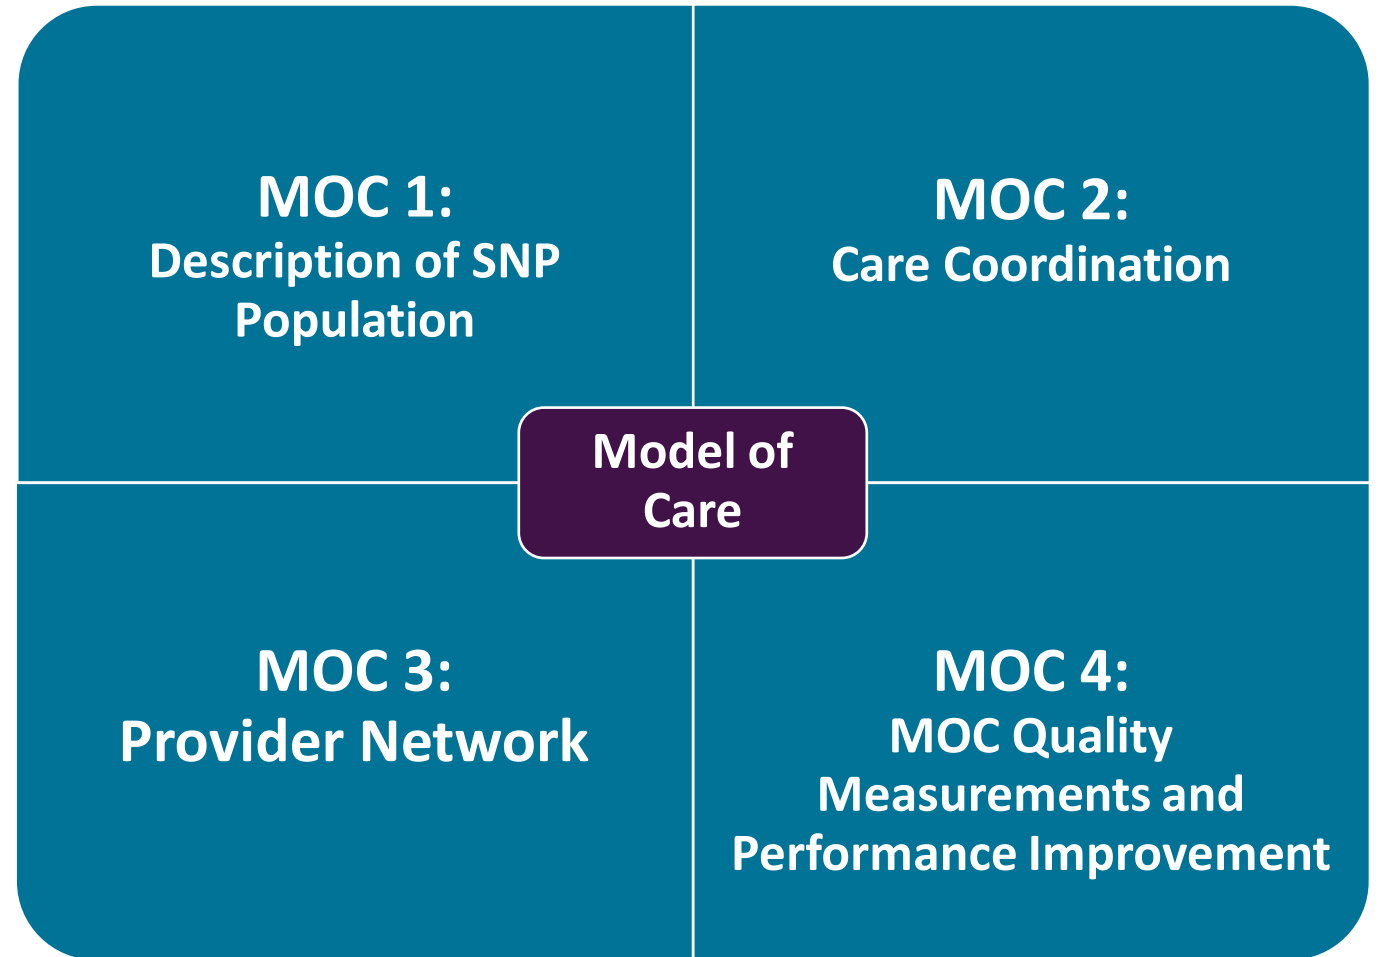 MOC 1:
Description of SNP
Population
MOC 2:
Care Coordination
Model of
Care
MOC 3:
Provider Network
MOC 4:
MOC Quality
Measurements and
Performance Improvement